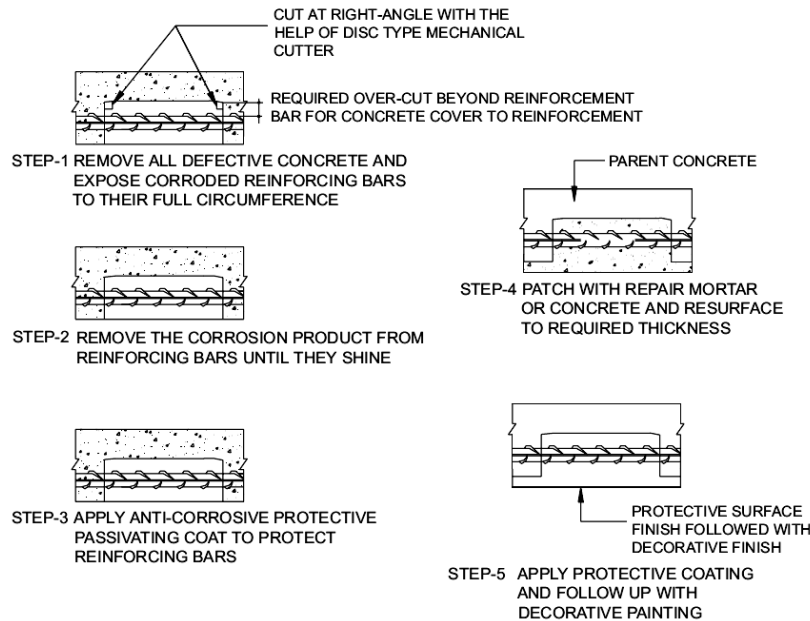 CUT AT RIGHT-ANGLE WITH THE
HELP OF DISC TYPE MECHANICAL
CUTTER
REQUIRED OVER-CUT BEYOND REINFORCEMENT
BAR FOR CONCRETE COVER TO REINFORCEMENT
STEP-1 REMOVE ALL DEFECTIVE CONCRETE AND
EXPOSE CORRODED REINFORCING BARS
TO THEIR FULL CIRCUMFERENCE
STEP-2 REMOVE THE CORROSION PRODUCT FROM
REINFORCING BARS UNTIL THEY SHINE
STEP-3 APPLY ANTI-CORROSIVE PROTECTIVE
PASSIVATING COAT TO PROTECT
REINFORCING BARS
PARENT CONCRETE
STEP-4 PATCH WITH REPAIR MORTAR
OR CONCRETE AND RESURFACE
TO REQUIRED THICKNESS
PROTECTIVE SURFACE
FINISH FOLLOWED WITH
DECORATIVE FINISH
STEP-5 APPLY PROTECTIVE COATING
AND FOLLOW UP WITH
DECORATIVE PAINTING